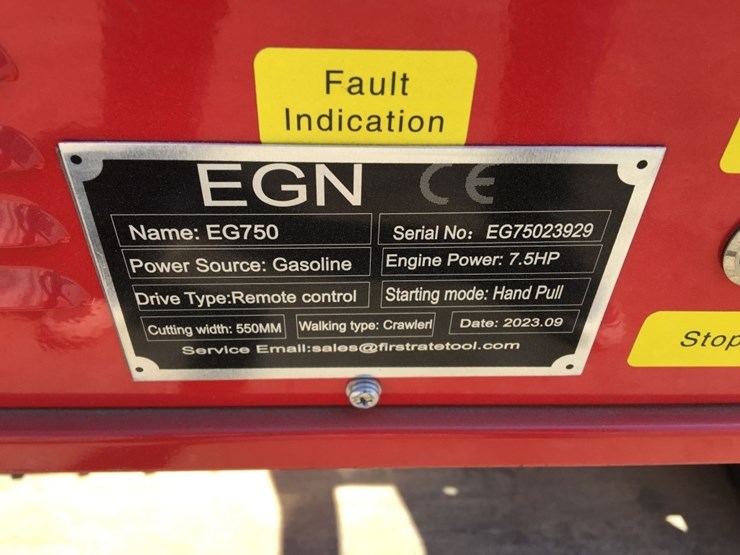 Fault
Indication
EGN CE
Name: EG750
Serial No: EG75023929
Power Source: Gasoline
Engine Power: 7.5HP
Drive Type:Remote control
Starting mode: Hand Pull
Cutting width: 550MM
Walking type: Crawlerl
Date: 2023.09
Service Email:sales@firstratetool.com
Stop